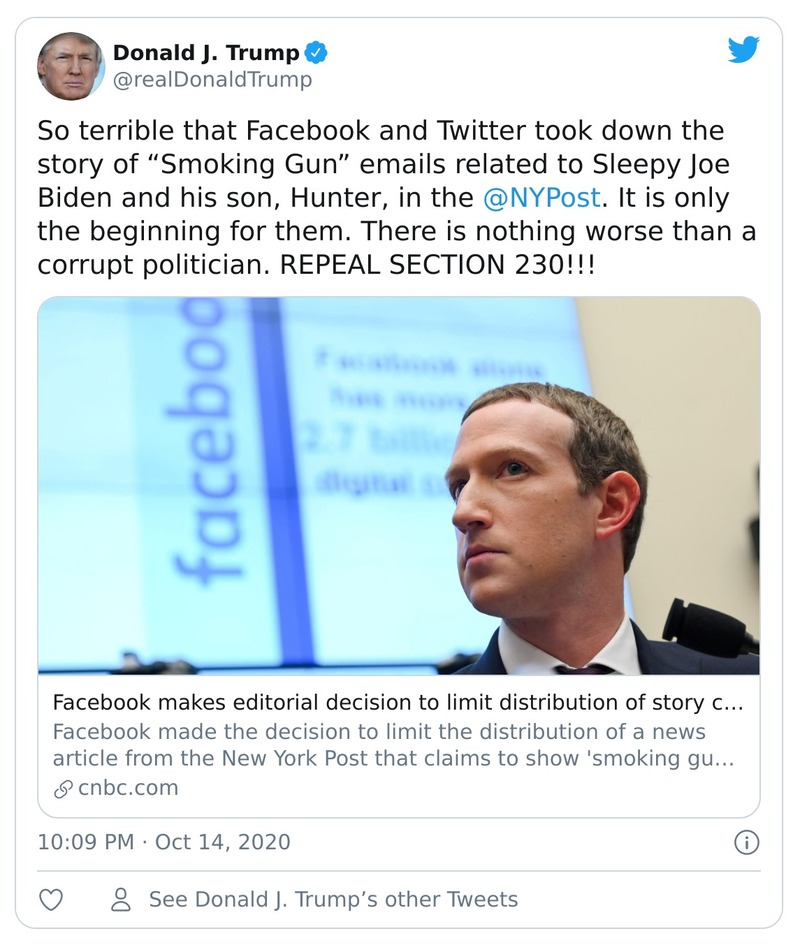 Donald J. Trump
@realDonaldTrump
So terrible that Facebook and Twitter took down the
story of “Smoking Gun” emails related to Sleepy Joe
Biden and his son, Hunter, in the @NYPost. It is only
the beginning for them. There is nothing worse than a
corrupt politician. REPEAL SECTION 230!!!
faceboo
Facebook alone
has more
2.7 billio
digital
Facebook makes editorial decision to limit distribution of story c...
Facebook made the decision to limit the distribution of a news
article from the New York Post that claims to show 'smoking gu...
cnbc.com
10:09 PM · Oct 14, 2020
See Donald J. Trump’s other Tweets